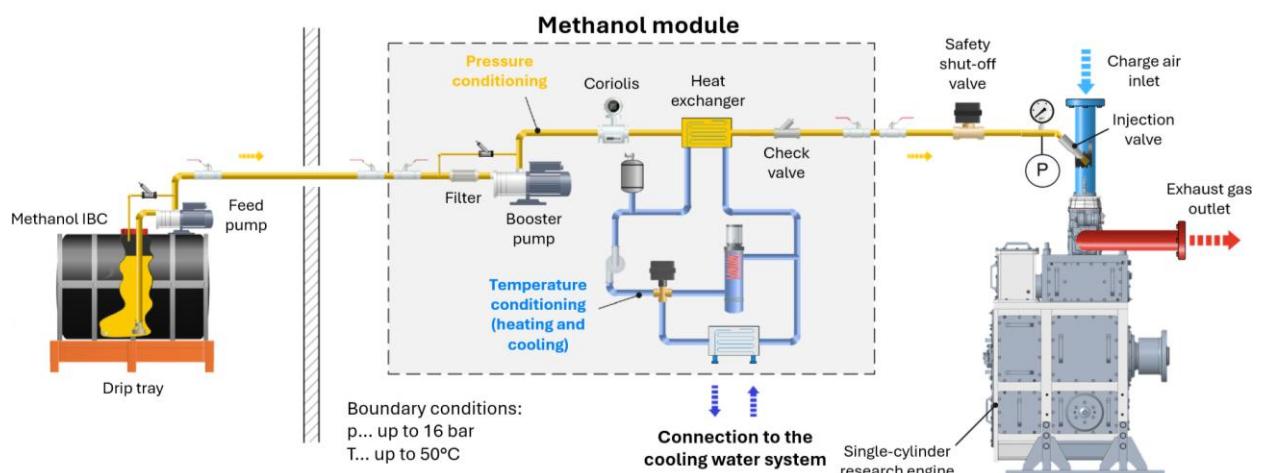 Methanol module
Pressure
conditioning
Coriolis
Heat
exchanger
Safety
shut-off
valve
Charge air
inlet
Injection
valve
Check
valve
P
Exhaust gas
outlet
Methanol IBC
Feed
pump
Filter
Booster
pump
Temperature
conditioning
(heating and
cooling)
Drip tray
Boundary conditions:
p... up to 16 bar
T... up to 50°C
Connection to the
cooling water system
Single-cylinder
research engine